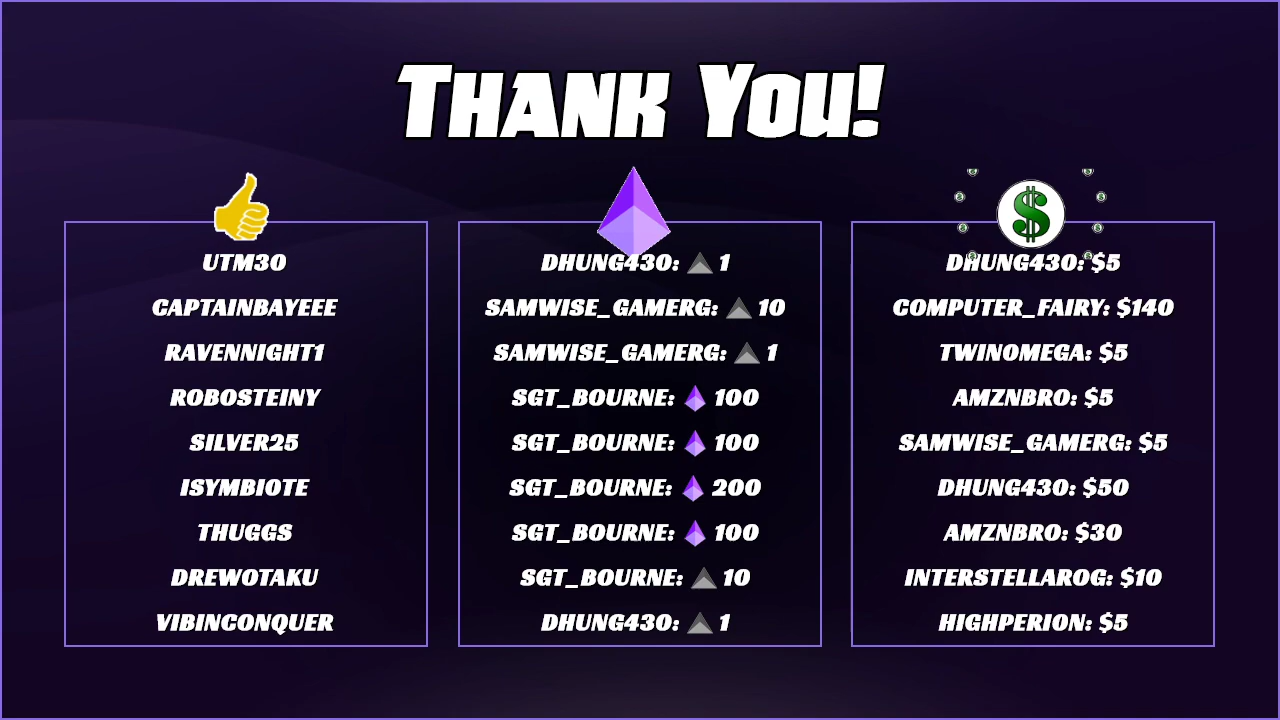 THANK YOU!
UTM30
CAPTAINBAYEEE
RAVENNIGHT1
ROBOSTEINY
SILVER25
ISYMBIOTE
THUGGS
DREWOTAKU
VIBINCONQUER
DHUNG430: 1
SAMWISE_GAMERG: 10
SAMWISE_GAMERG: 1
SGT_BOURNE: 100
SGT_BOURNE: 100
SGT_BOURNE: 200
SGT_BOURNE: 100
SGT_BOURNE: 10
DHUNG430: 1
$
DHUNG430: $5
COMPUTER_FAIRY: $140
TWINOMEGA: $5
AMZNBRO: $5
SAMWISE_GAMERG: $5
DHUNG430: $50
AMZNBRO: $30
INTERSTELLAROG: $10
HIGHPERION: $5